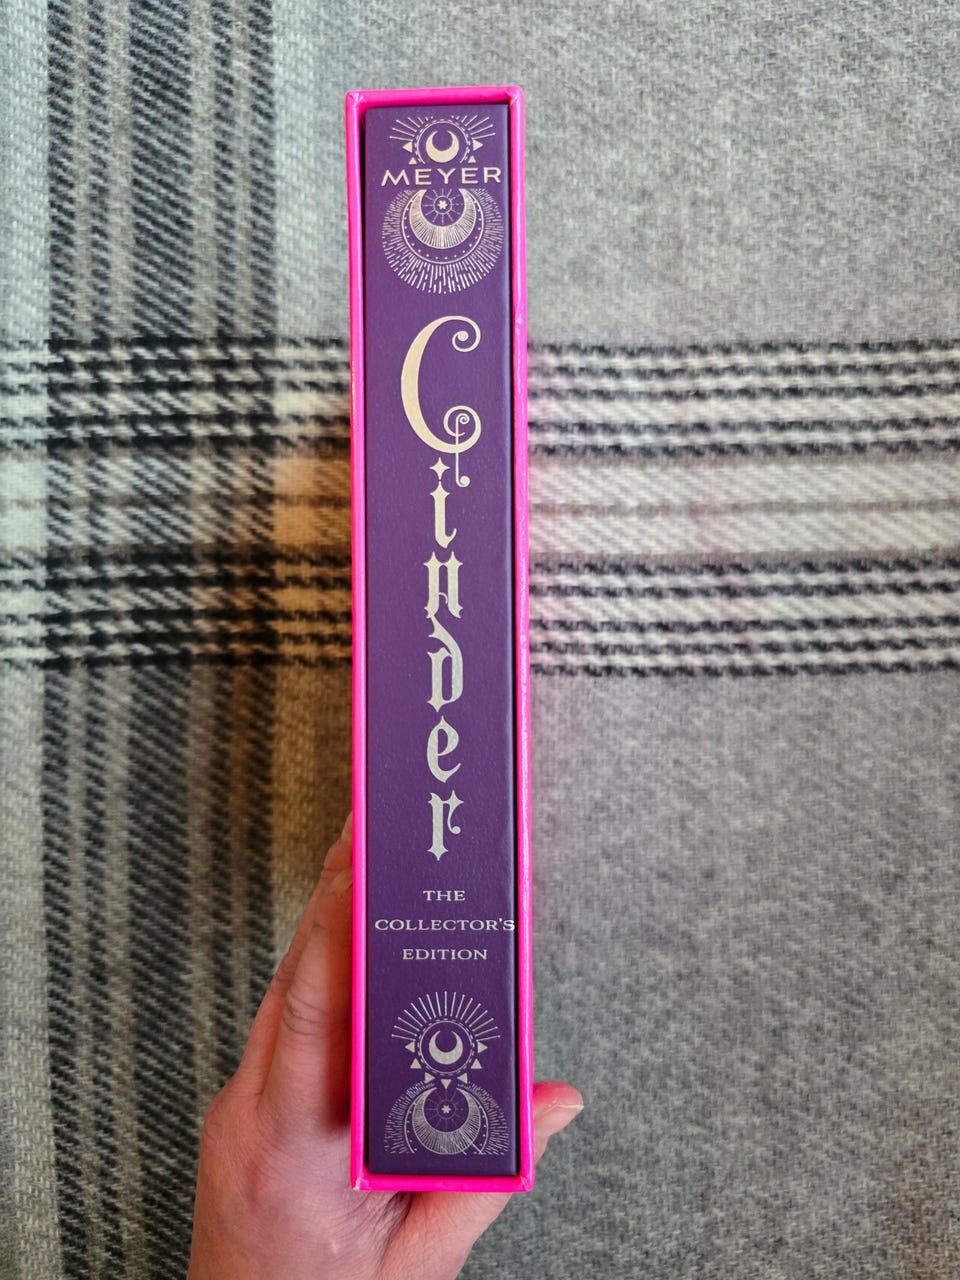 MEYER
Cinder
THE
COLLECTOR'S
EDITION